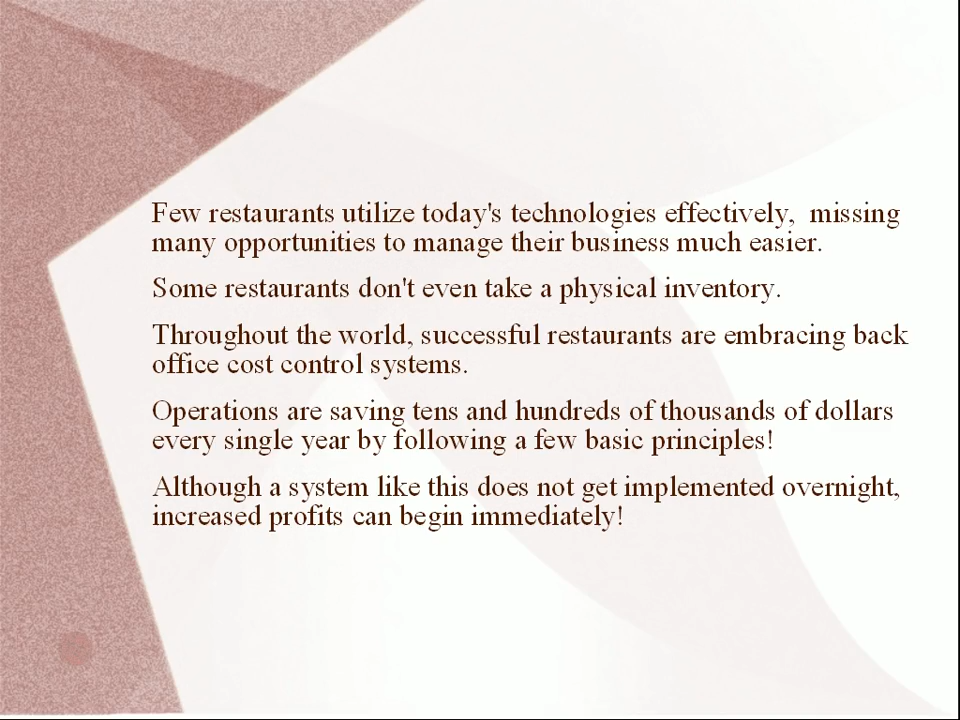 Few restaurants utilize today's technologies effectively,  missing
many opportunities to manage their business much easier.
Some restaurants don't even take a physical inventory.
Throughout the world, successful restaurants are embracing back
office cost control systems.
Operations are saving tens and hundreds of thousands of dollars
every single year by following a few basic principles!
Although a system like this does not get implemented overnight,
increased profits can begin immediately!